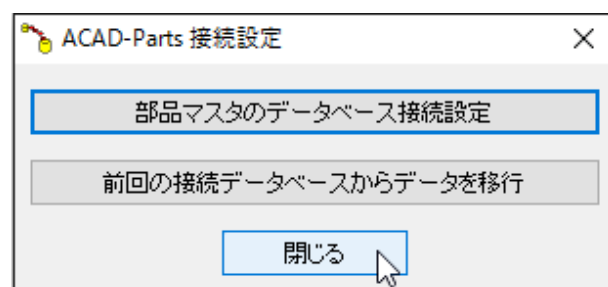 ACAD-Parts 接続設定
部品マスタのデータベース接続設定
前回の接続データベースからデータを移行
閉じる